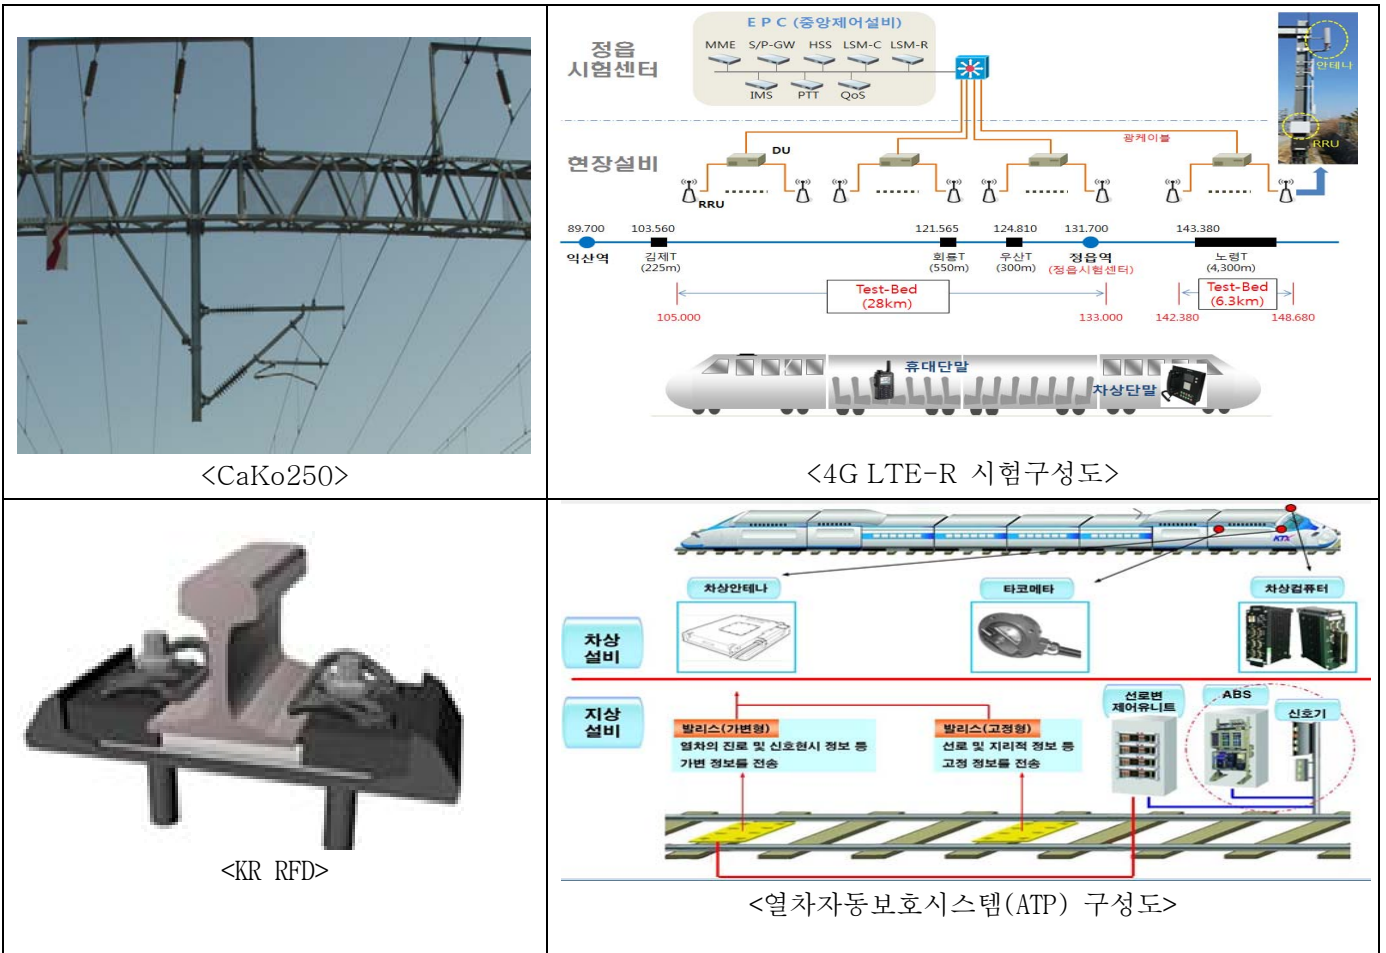 <CaKo250>
정읍
시험센터
E P C (중앙제어설비)
MME S/P-GW HSS LSM-C LSM-R
IMS PTT QoS
안테나
RRU
광케이블
현장설비
DU
RRU
89.700 103.560 121.565 124.810 131.700 143.380
익산역 김제T 회룡T 우산T 정읍역 노령T
(225m) (550m) (300m) (정읍시험센터) (4,300m)
Test-Bed
(28km)
Test-Bed
(6.3km)
105.000 133.000 142.380 148.680
휴대단말
차상단말
<4G LTE-R 시험구성도>
<KR RFD>
KTX
차상안테나 타코메타 차상컴퓨터
차상
설비
지상
설비
발리스(가변형)
열차의 진로 및 신호현시 정보 등
가변 정보를 전송
발리스(고정형)
선로 및 지리적 정보 등
고정 정보를 전송
선로변
제어유니트
ABS
신호기
<열차자동보호시스템(ATP) 구성도>